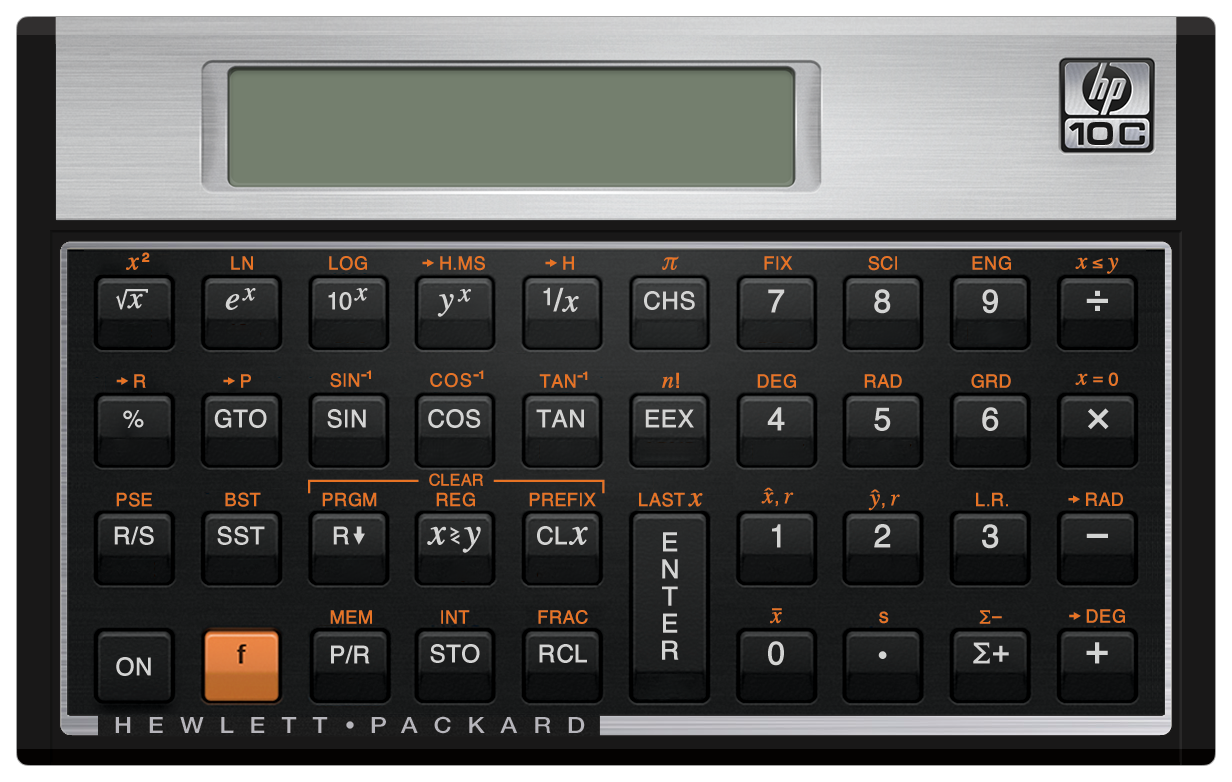 hp
10C
x² LN LOG →H.MS →H π FIX SCI ENG x≤y
√x eˣ 10ˣ yˣ 1/x CHS 7 8 9 ÷
→R →P SIN⁻¹ COS⁻¹ TAN⁻¹ n! DEG RAD GRD x=0
% GTO SIN COS TAN EEX 4 5 6 ×
CLEAR
PSE BST PRGM REG PREFIX LAST x x̂,r ŷ,r L.R. →RAD
R/S SST R↓ x≷y CLx ENTER 1 2 3 −
MEM INT FRAC x̄ s Σ− →DEG
ON f P/R STO RCL 0 · Σ+ +
HEWLETT•PACKARD